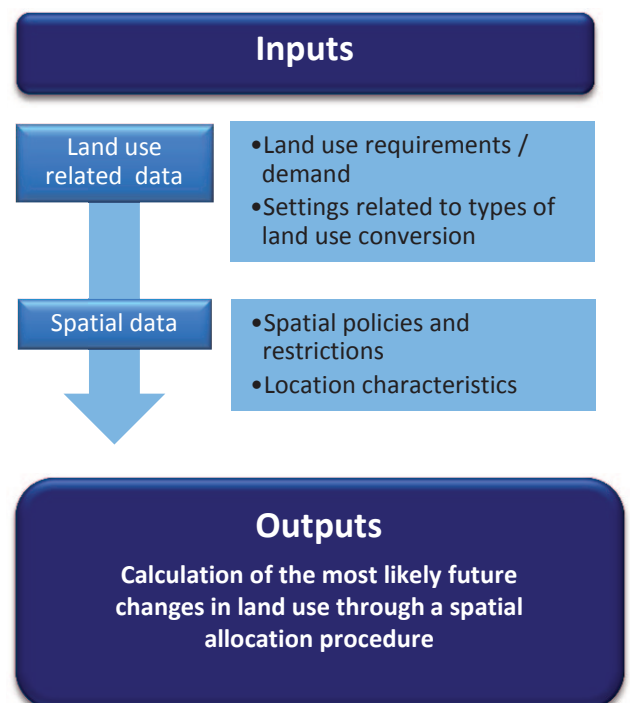 Inputs
Land use
related data
•Land use requirements /
demand
•Settings related to types of
land use conversion
Spatial data
•Spatial policies and
restrictions
•Location characteristics
Outputs
Calculation of the most likely future
changes in land use through a spatial
allocation procedure